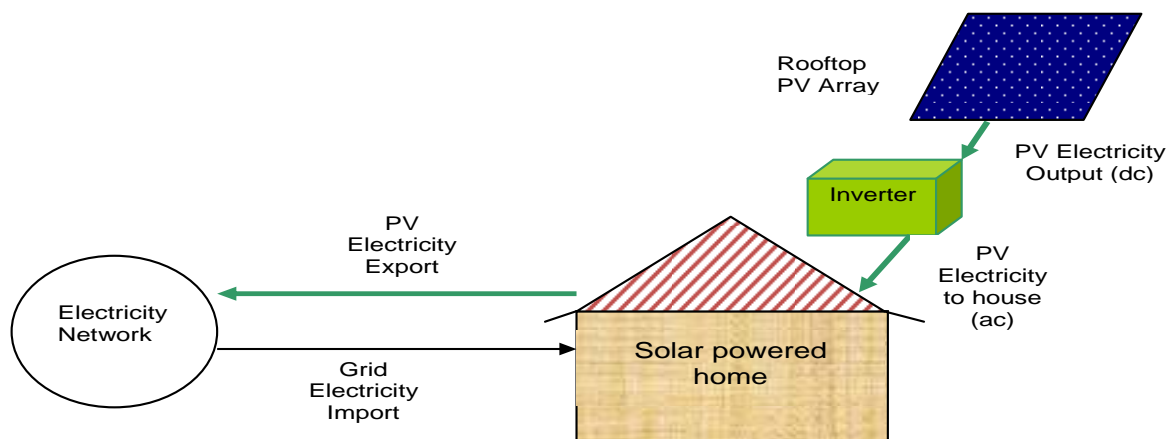 Rooftop
PV Array
PV Electricity
Output (dc)
Inverter
PV
Electricity
to house
(ac)
PV
Electricity
Export
Electricity
Network
Grid
Electricity
Import
Solar powered
home